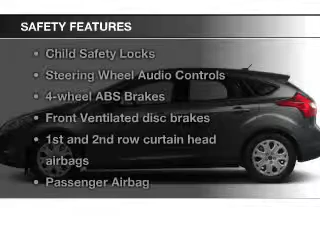 SAFETY FEATURES
• Child Safety Locks
• Steering Wheel Audio Controls
• 4-wheel ABS Brakes
• Front Ventilated disc brakes
• 1st and 2nd row curtain head
airbags
• Passenger Airbag